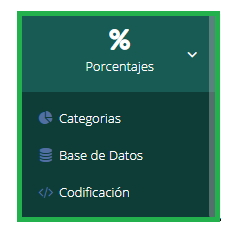 %
Porcentajes
Categorias
Base de Datos
</> Codificación